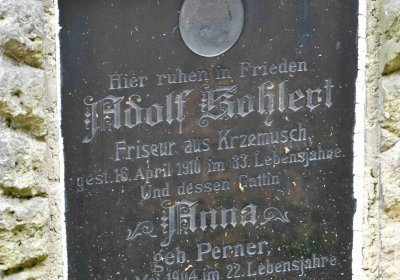 Hier ruhen in Frieden
Adolf Kohlert
Friseur aus Krzemusch,
gest. 18. April 1910 im 33. Lebensjahre.
Und dessen Gattin
Anna
geb. Perner,
1904 im 22. Lebensjahre.